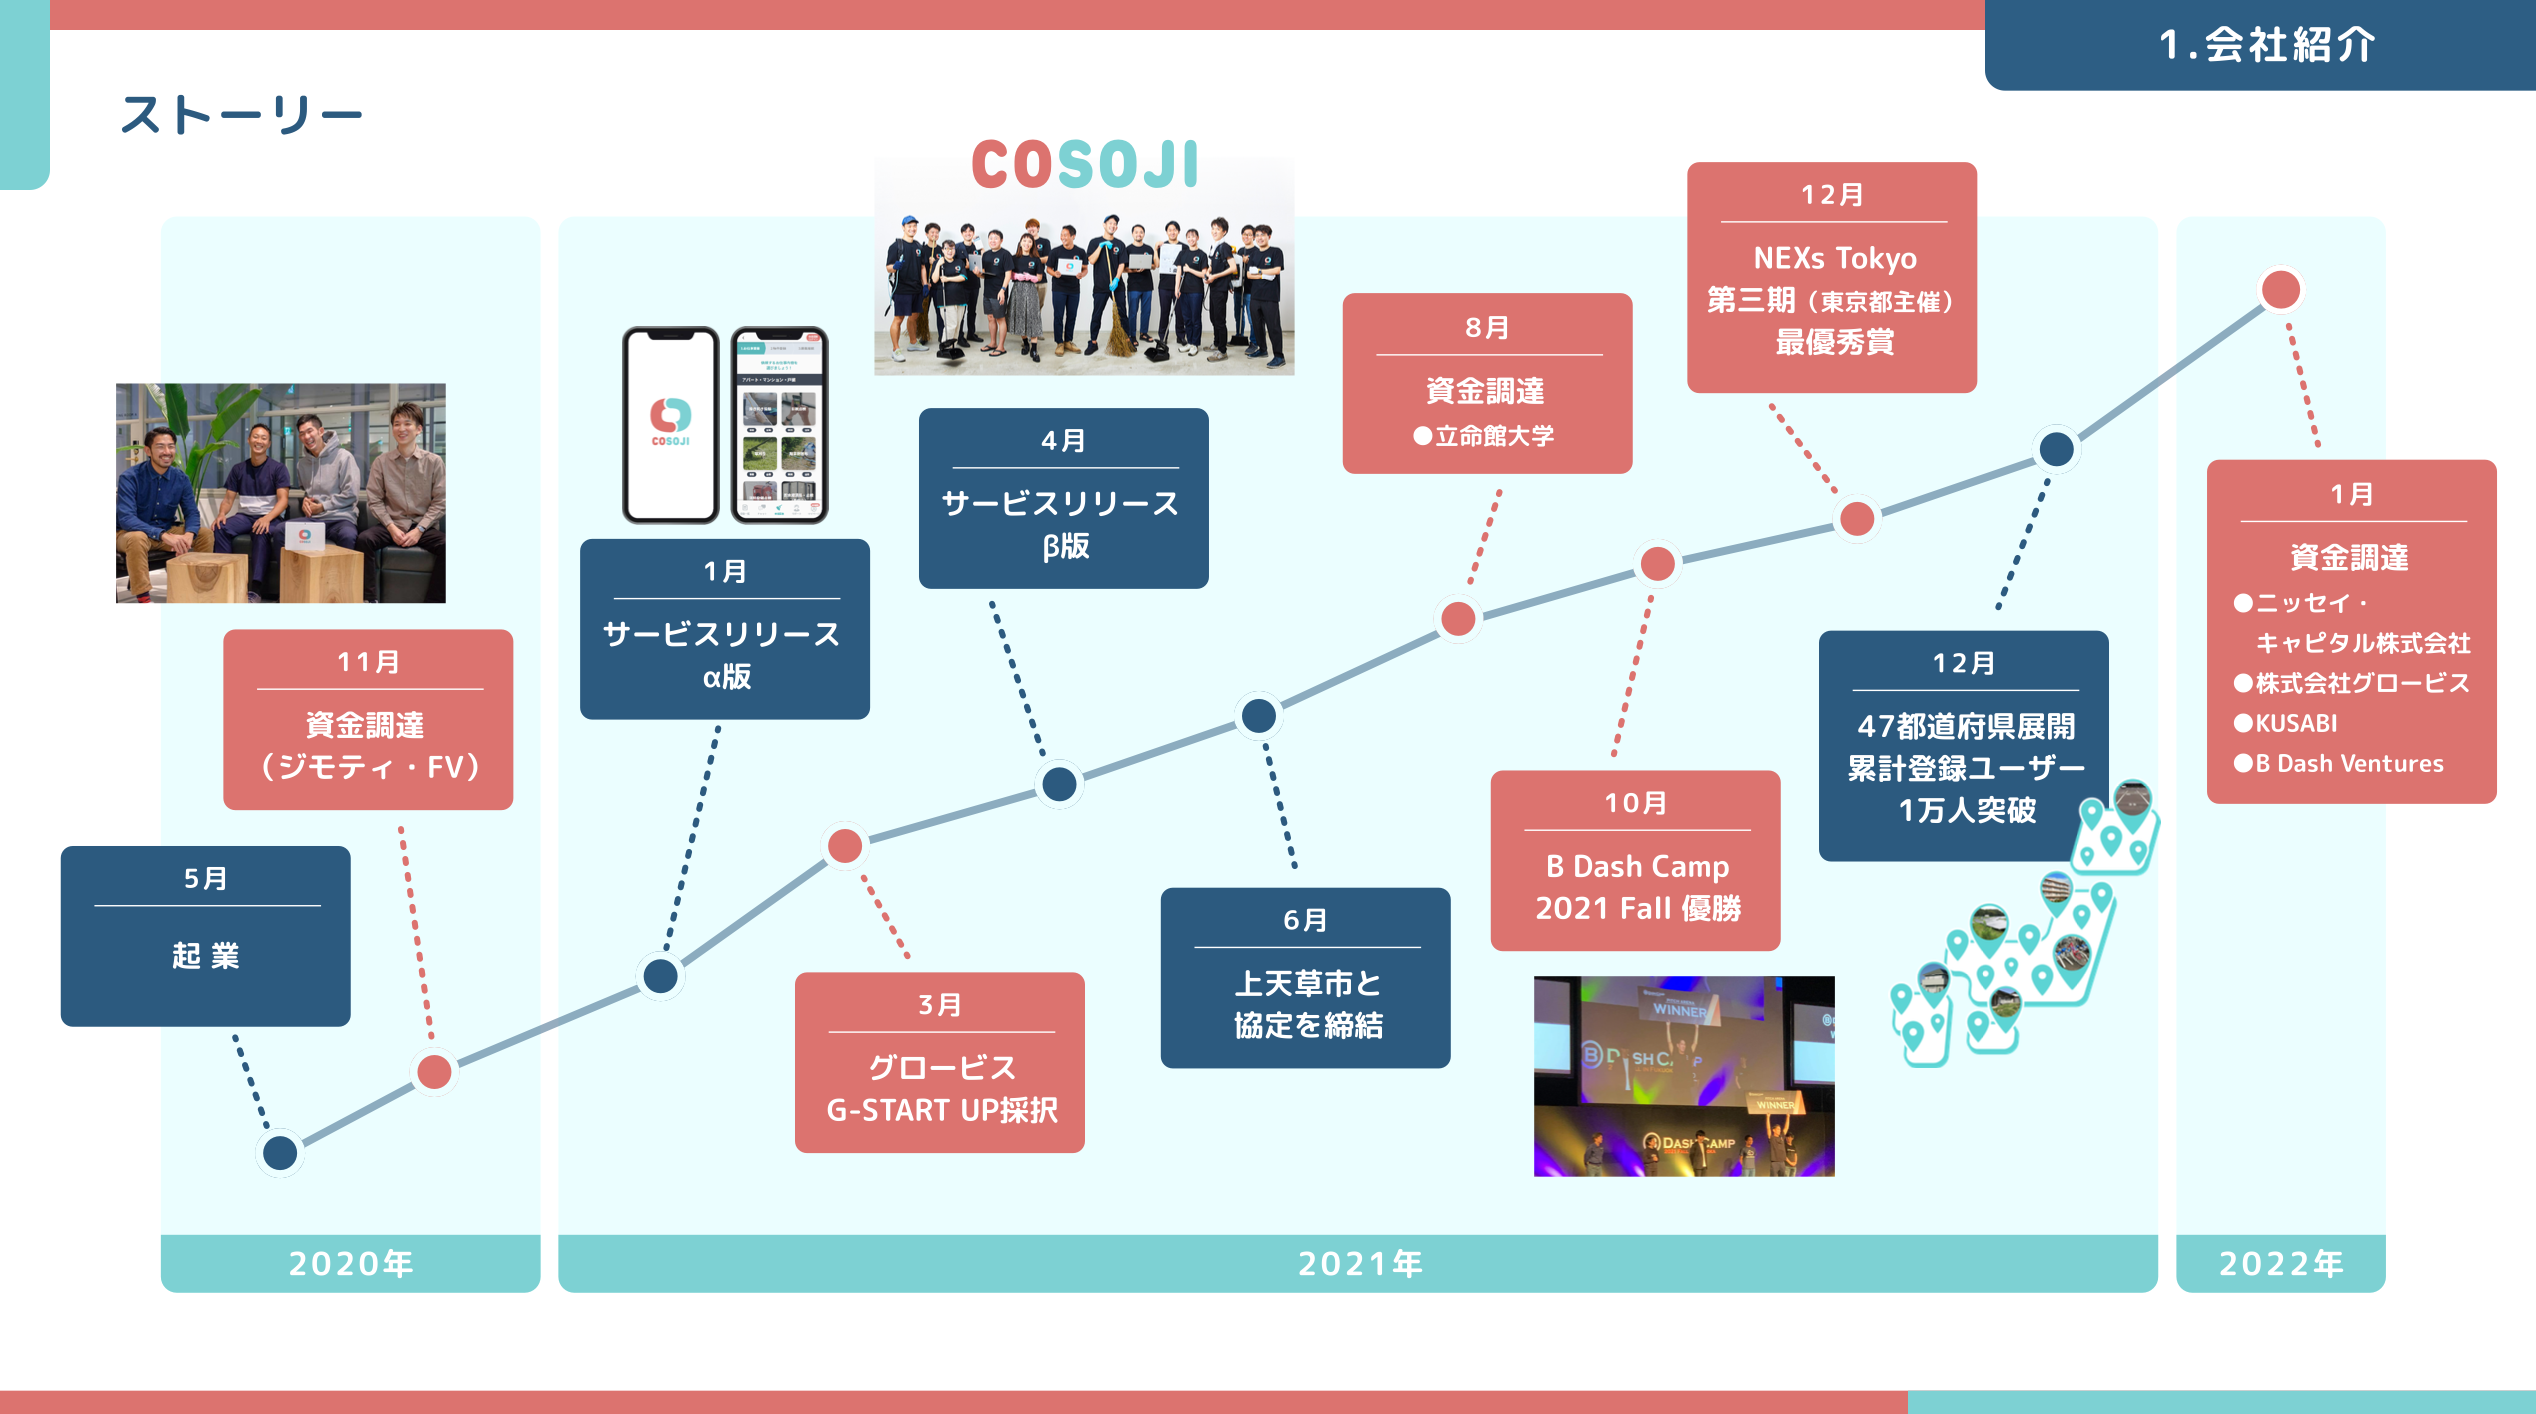 1.会社紹介
ストーリー
COSOJI
5月
起 業
11月
資金調達
（ジモティ・FV）
COSOJI
1月
サービスリリース
α版
3月
グロービス
G-START UP採択
4月
サービスリリース
β版
6月
上天草市と
協定を締結
8月
資金調達
●立命館大学
10月
B Dash Camp
2021 Fall 優勝
WINNER
WINNER
DASH CAMP
12月
NEXs Tokyo
第三期（東京都主催）
最優秀賞
12月
47都道府県展開
累計登録ユーザー
1万人突破
1月
資金調達
●ニッセイ・
キャピタル株式会社
●株式会社グロービス
●KUSABI
●B Dash Ventures
2020年
2021年
2022年